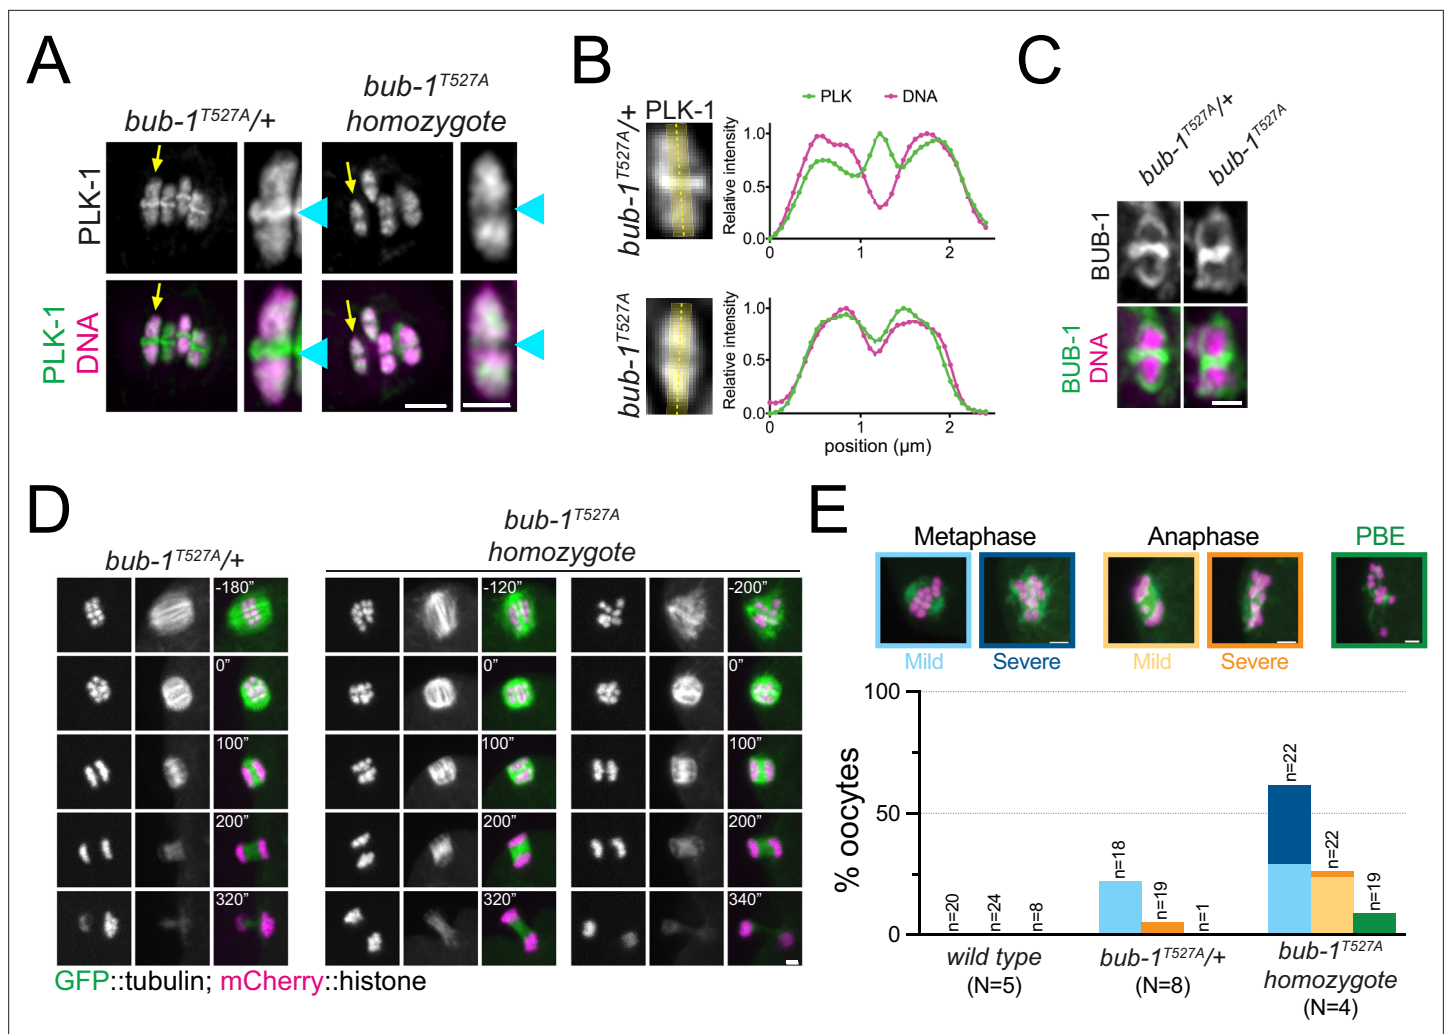 A
bub-1T527A/+
bub-1T527A
homozygote
PLK-1
PLK-1
DNA
B
PLK-1
PLK
DNA
bub-1T527A/+
Relative intensity
1.0
0.5
0.0
0
1
2
bub-1T527A
Relative intensity
1.0
0.5
0.0
0
1
2
position (µm)
C
bub-1T527A/+
bub-1T527A
BUB-1
BUB-1
DNA
D
bub-1T527A/+
bub-1T527A
homozygote
-180”
-120”
-200”
0”
0”
0”
100”
100”
100”
200”
200”
200”
320”
320”
340”
GFP::tubulin; mCherry::histone
E
Metaphase
Anaphase
PBE
Mild
Severe
Mild
Severe
% oocytes
100
50
0
n=20
n=24
n=8
n=18
n=19
n=1
n=22
n=22
n=19
wild type
(N=5)
bub-1T527A/+
(N=8)
bub-1T527A
homozygote
(N=4)